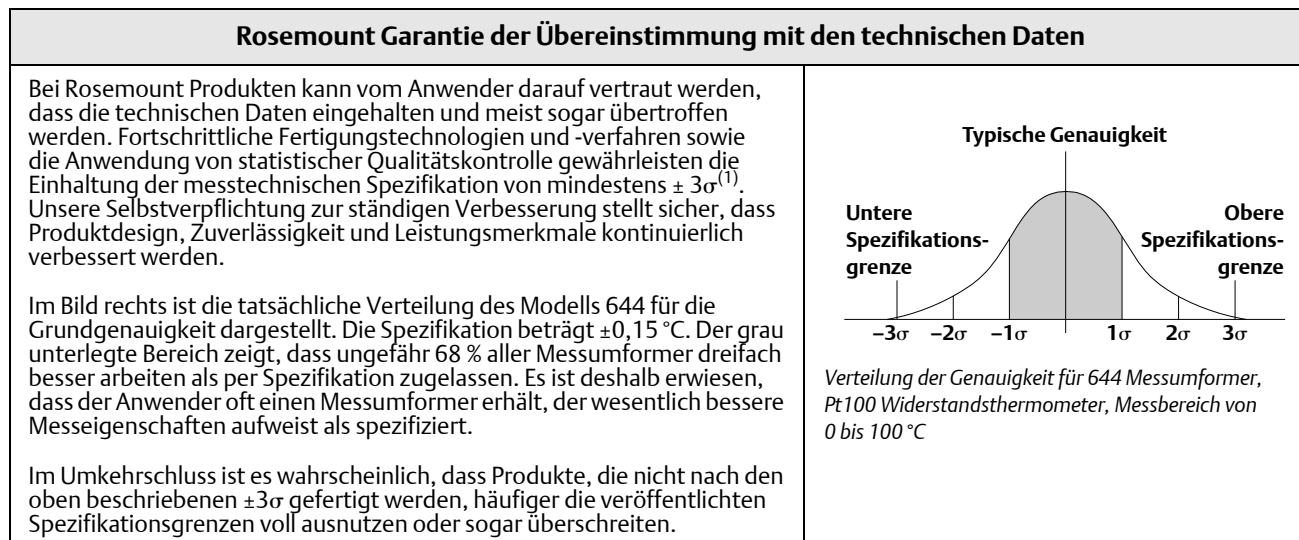 Rosemount Garantie der Übereinstimmung mit den technischen Daten
Bei Rosemount Produkten kann vom Anwender darauf vertraut werden,
dass die technischen Daten eingehalten und meist sogar übertroffen
werden. Fortschrittliche Fertigungstechnologien und -verfahren sowie
die Anwendung von statistischer Qualitätskontrolle gewährleisten die
Einhaltung der messtechnischen Spezifikation von mindestens ± 3σ(1).
Unsere Selbstverpflichtung zur ständigen Verbesserung stellt sicher, dass
Produktdesign, Zuverlässigkeit und Leistungsmerkmale kontinuierlich
verbessert werden.
Im Bild rechts ist die tatsächliche Verteilung des Modells 644 für die
Grundgenauigkeit dargestellt. Die Spezifikation beträgt ±0,15 °C. Der grau
unterlegte Bereich zeigt, dass ungefähr 68 % aller Messumformer dreifach
besser arbeiten als per Spezifikation zugelassen. Es ist deshalb erwiesen,
dass der Anwender oft einen Messumformer erhält, der wesentlich bessere
Messeigenschaften aufweist als spezifiziert.
Im Umkehrschluss ist es wahrscheinlich, dass Produkte, die nicht nach den
oben beschriebenen ±3σ gefertigt werden, häufiger die veröffentlichten
Spezifikationsgrenzen voll ausnutzen oder sogar überschreiten.
Typische Genauigkeit
Untere
Spezifikations-
grenze
Obere
Spezifikations-
grenze
–3σ –2σ -1σ 1σ 2σ 3σ
Verteilung der Genauigkeit für 644 Messumformer,
Pt100 Widerstandsthermometer, Messbereich von
0 bis 100 °C